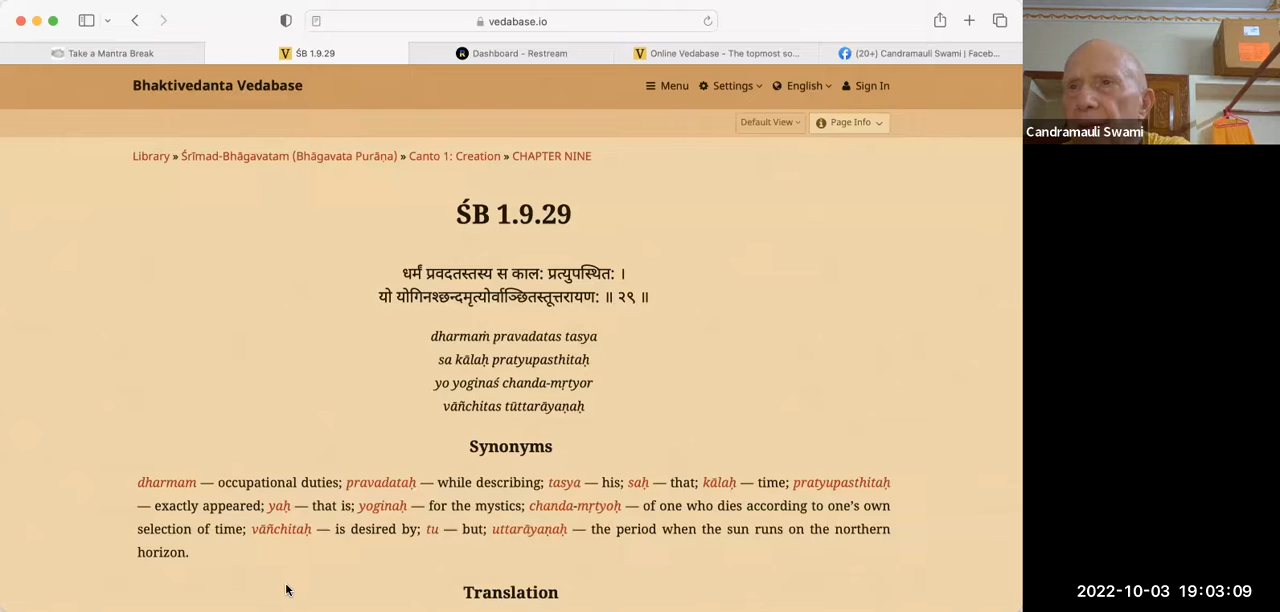 vedabase.io
Take a Mantra Break
ŚB 1.9.29
Dashboard - Restream
Online Vedabase - The topmost so...
(20+) Candramauli Swami | Faceb...
Bhaktivedanta Vedabase
Menu
Settings
English
Sign In
Default View
Page Info
Library » Śrīmad-Bhāgavatam (Bhāgavata Purāṇa) » Canto 1: Creation » CHAPTER NINE
ŚB 1.9.29
धर्मं प्रवदतस्तस्य स काल: प्रत्युपस्थित: ।
यो योगिनश्छन्दमृत्योर्वाञ्छितस्तूत्तरायण: ॥ २९ ॥
dharmaṁ pravadatas tasya
sa kālaḥ pratyupasthitaḥ
yo yoginaś chanda-mṛtyor
vāñchitas tūttarāyaṇaḥ
Synonyms
dharmam — occupational duties; pravadataḥ — while describing; tasya — his; saḥ — that; kālaḥ — time; pratyupasthitaḥ
— exactly appeared; yaḥ — that is; yoginaḥ — for the mystics; chanda-mṛtyoḥ — of one who dies according to one's own
selection of time; vāñchitaḥ — is desired by; tu — but; uttarāyaṇaḥ — the period when the sun runs on the northern
horizon.
Translation
Candramauli Swami
2022-10-03 19:03:09